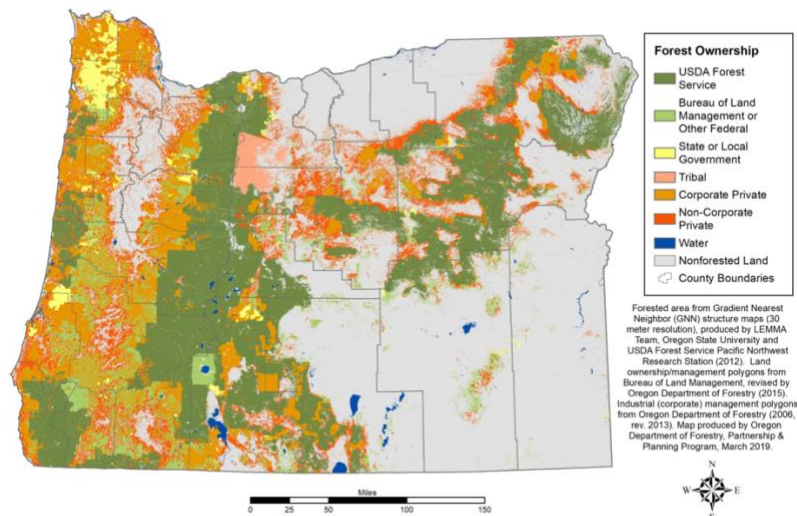 Forest Ownership
USDA Forest
Service
Bureau of Land
Management or
Other Federal
State or Local
Government
Tribal
Corporate Private
Non-Corporate
Private
Water
Nonforested Land
County Boundaries
Forested area from Gradient Nearest
Neighbor (GNN) structure maps (30
meter resolution), produced by LEMMA
Team, Oregon State University and
USDA Forest Service Pacific Northwest
Research Station (2012). Land
ownership/management polygons from
Bureau of Land Management, revised by
Oregon Department of Forestry (2015).
Industrial (corporate) management polygons
from Oregon Department of Forestry (2006,
rev. 2013). Map produced by Oregon
Department of Forestry, Partnership &
Planning Program, March 2019.
N
W E
S
Miles
0 25 50 100 150